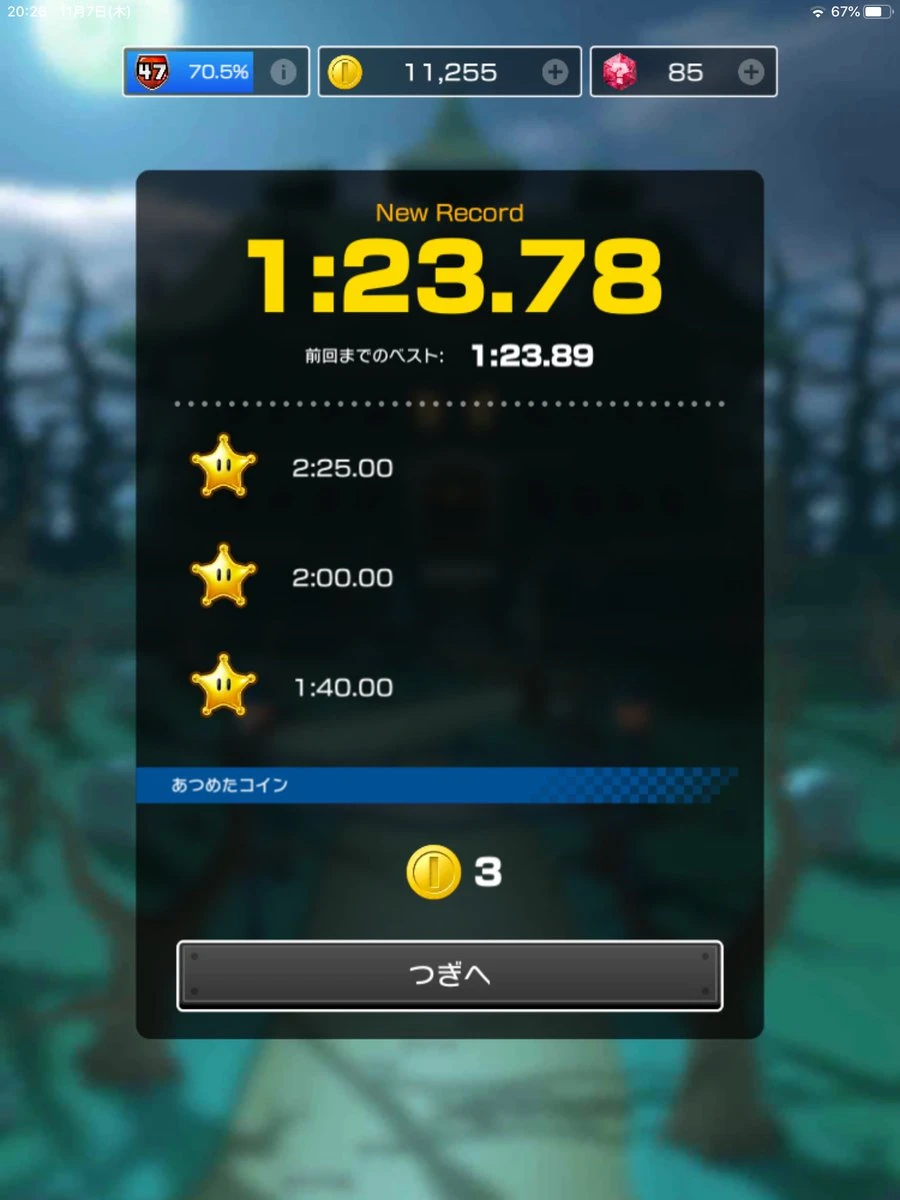 20:26 11月7日(木) 67%
47 70.5% i 11,255 + ? 85 +
New Record
1:23.78
前回までのベスト: 1:23.89
2:25.00
2:00.00
1:40.00
あつめたコイン
3
つぎへ